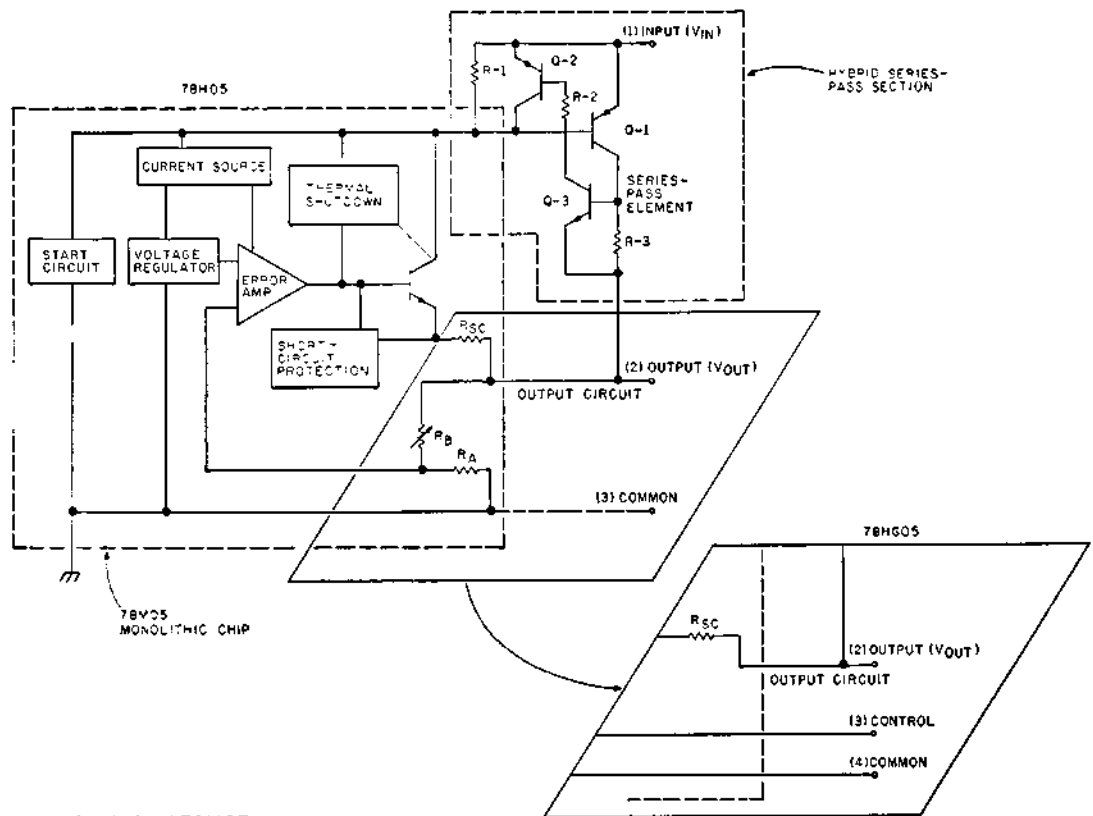 (1) INPUT (VIN)
Q-2
R-1
HYBRID SERIES-
PASS SECTION
78H05
R-2
Q-1
CURRENT SOURCE
THERMAL
SHUTDOWN
SERIES-
PASS
ELEMENT
Q-3
START
CIRCUIT
VOLTAGE
REGULATOR
R-3
ERROR
AMP
SHORT-
CIRCUIT
PROTECTION
RSC
(2) OUTPUT (VOUT)
OUTPUT CIRCUIT
RB
RA
(3) COMMON
78HG05
78M05
MONOLITHIC CHIP
RSC
(2) OUTPUT (VOUT)
OUTPUT CIRCUIT
(3) CONTROL
(4) COMMON